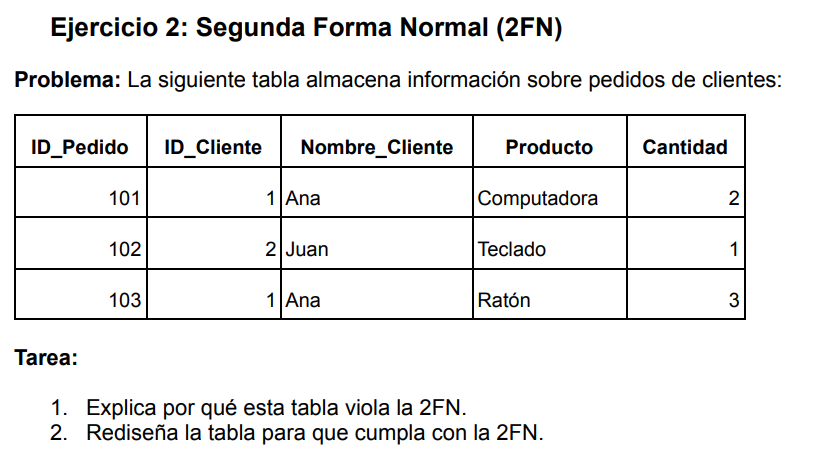 Ejercicio 2: Segunda Forma Normal (2FN)
Problema: La siguiente tabla almacena información sobre pedidos de clientes:
ID_Pedido ID_Cliente Nombre_Cliente Producto Cantidad
101 1 Ana Computadora 2
102 2 Juan Teclado 1
103 1 Ana Ratón 3
Tarea:
1. Explica por qué esta tabla viola la 2FN.
2. Rediseña la tabla para que cumpla con la 2FN.